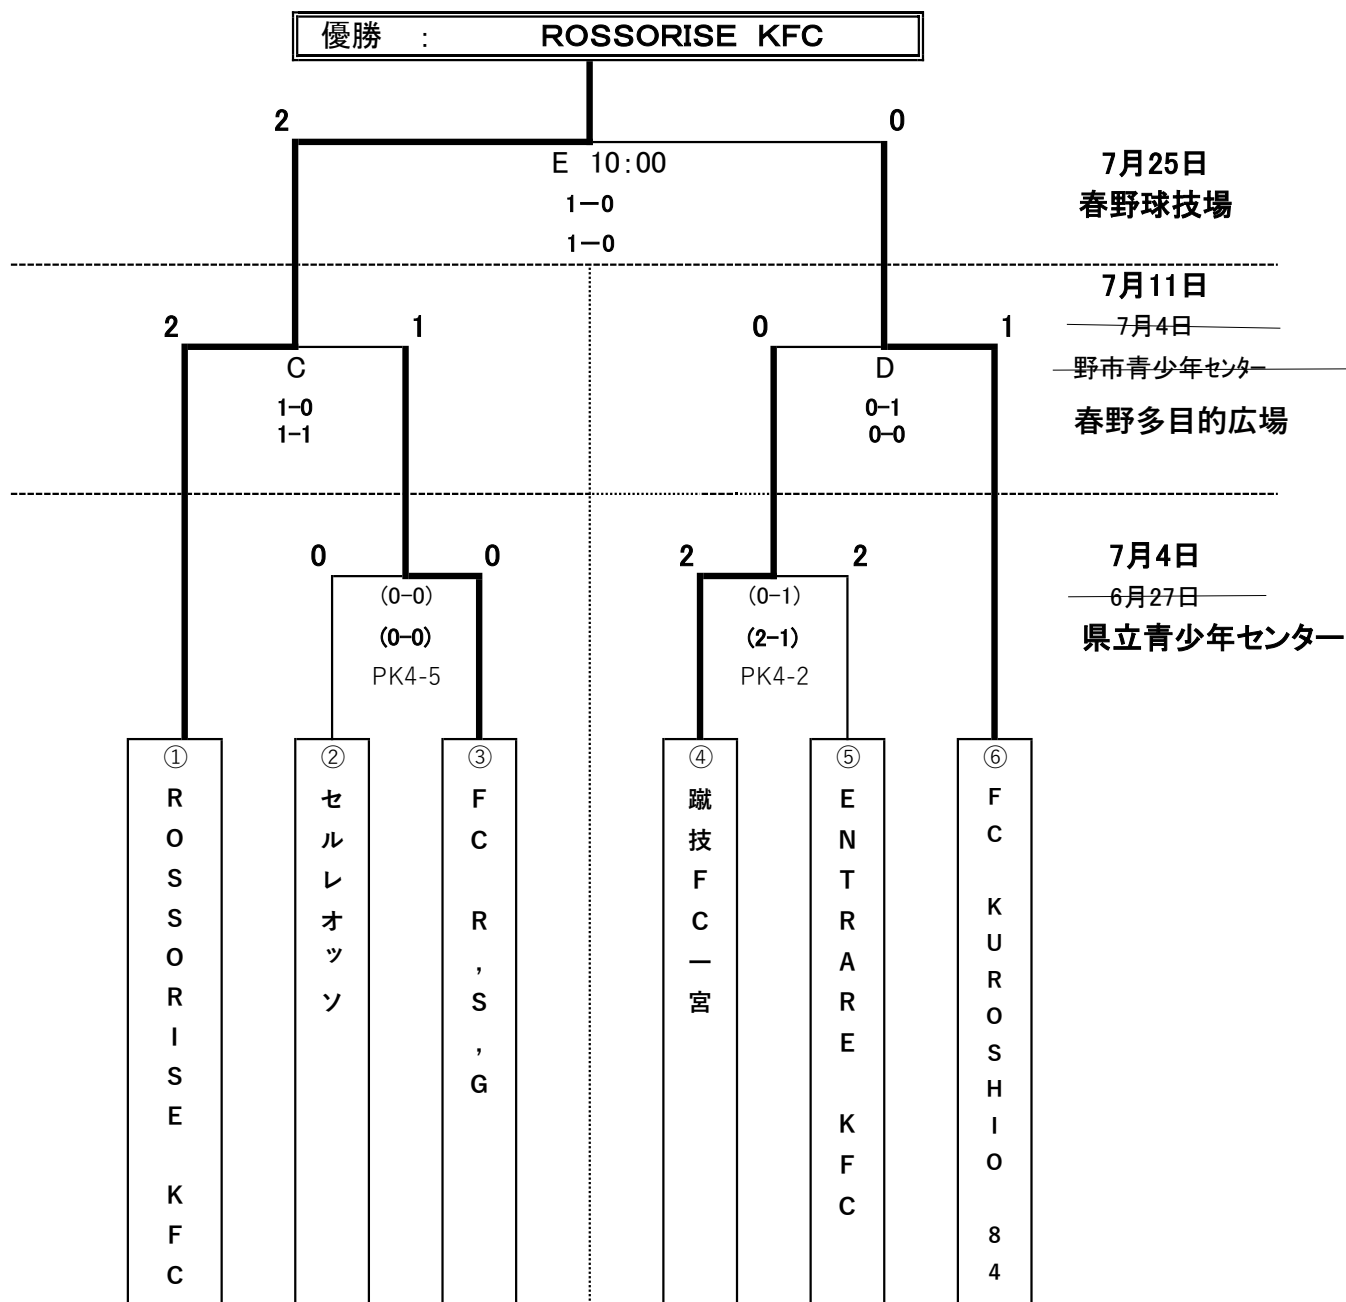 優勝 : ROSSORISE KFC
2 0
E 10:00
7月25日
1－0
春野球技場
1－0
7月11日
2 1 0 1
7月4日
C D
野市青少年センター
1-0 0-1
春野多目的広場
1-1 0-0
0 0 2 2
7月4日
(0-0) (0-1)
6月27日
(0-0) (2-1)
県立青少年センター
PK4-5 PK4-2
① ROSSORISE KFC
② セルレオッソ
③ FC R,S,G
④ 蹴技FC一宮
⑤ ENTRARE KFC
⑥ FC KUROSHIO 84